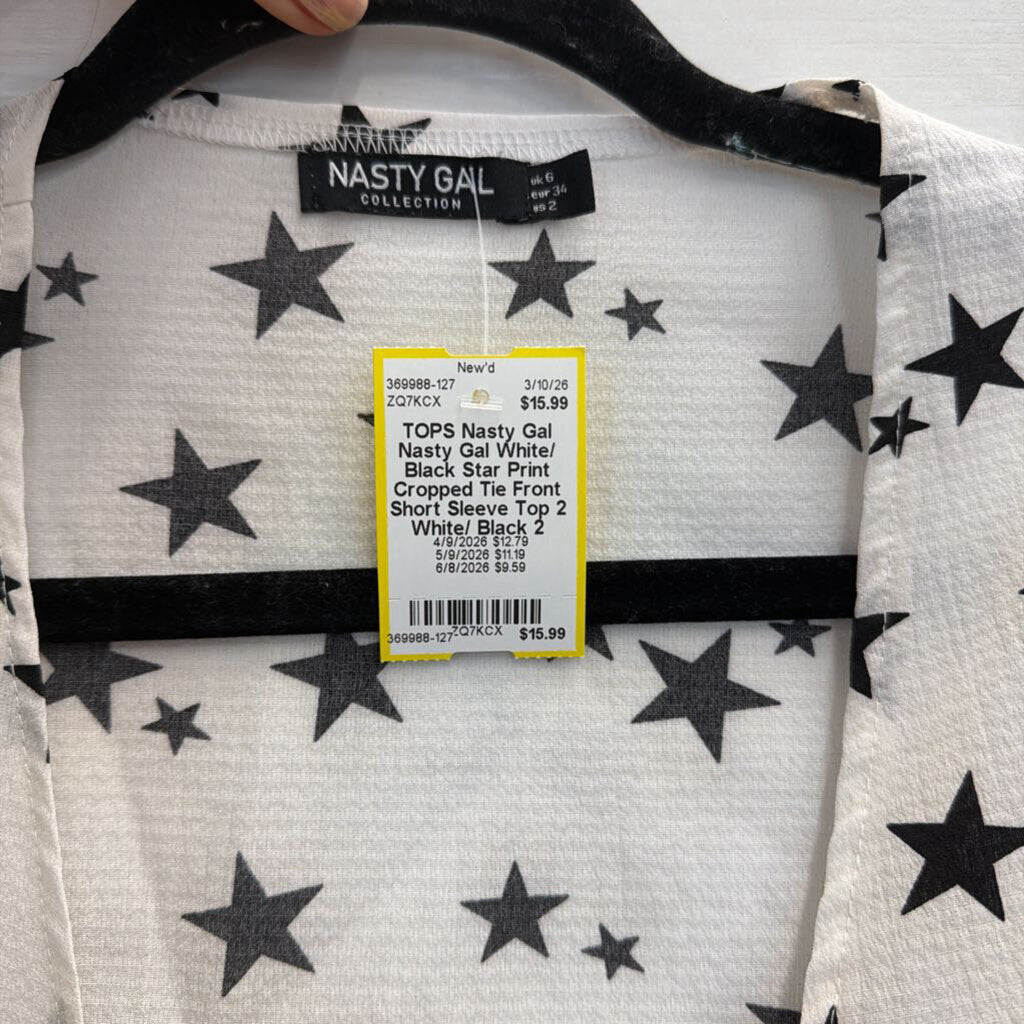 NASTY GAL
COLLECTION
uk 6
eur 34
us 2
New'd
369988-127 3/10/26
ZQ7KCX $15.99
TOPS Nasty Gal
Nasty Gal White/
Black Star Print
Cropped Tie Front
Short Sleeve Top 2
White/ Black 2
4/9/2026 $12.79
5/9/2026 $11.19
6/8/2026 $9.59
369988-127 ZQ7KCX $15.99